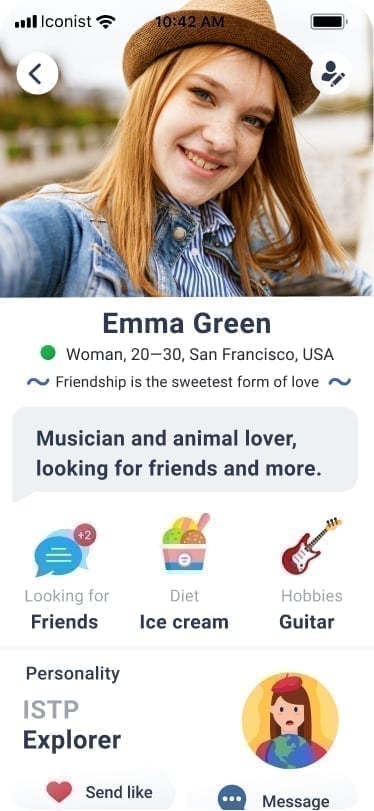 Iconist 10:42 AM
Emma Green
Woman, 20—30, San Francisco, USA
~ Friendship is the sweetest form of love ~
Musician and animal lover,
looking for friends and more.
+2
Looking for Diet Hobbies
Friends Ice cream Guitar
Personality
ISTP
Explorer
Send like Message